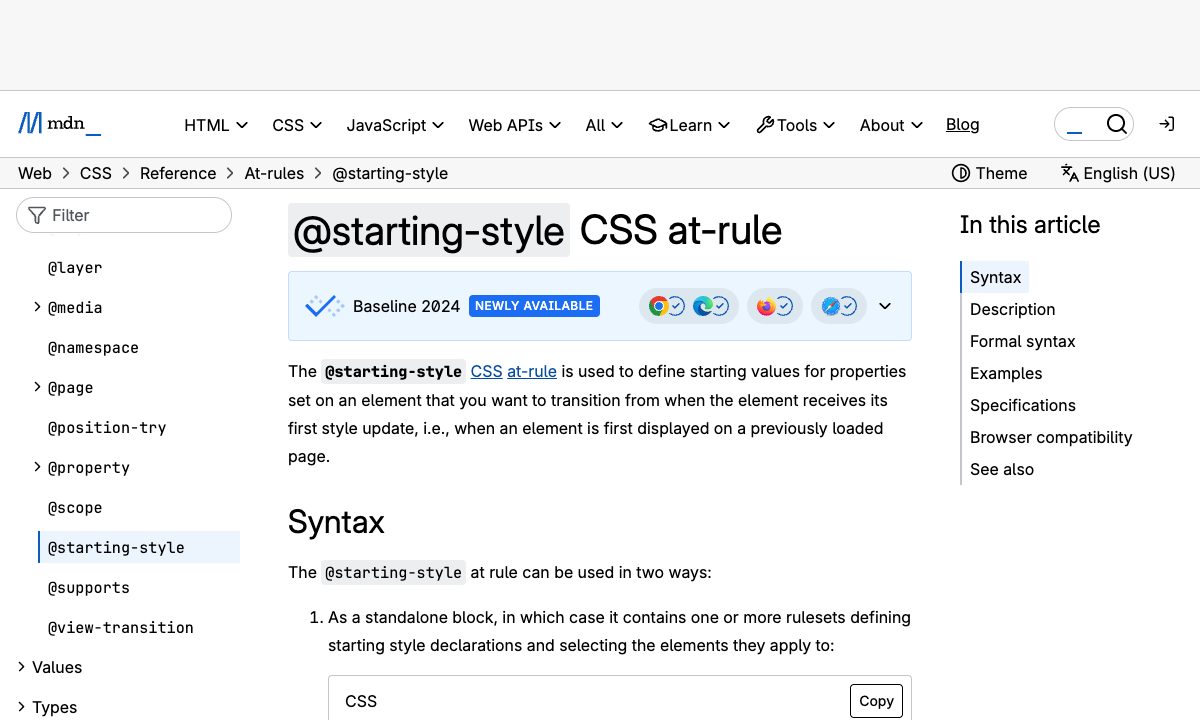 mdn_
HTML CSS JavaScript Web APIs All Learn Tools About Blog
Web CSS Reference At-rules @starting-style
Theme English (US)
Filter
@layer
@media
@namespace
@page
@position-try
@property
@scope
@starting-style
@supports
@view-transition
Values
Types
@starting-style CSS at-rule
Baseline 2024 NEWLY AVAILABLE
The @starting-style CSS at-rule is used to define starting values for properties
set on an element that you want to transition from when the element receives its
first style update, i.e., when an element is first displayed on a previously loaded
page.
Syntax
The @starting-style at rule can be used in two ways:
1. As a standalone block, in which case it contains one or more rulesets defining
starting style declarations and selecting the elements they apply to:
CSS Copy
In this article
Syntax
Description
Formal syntax
Examples
Specifications
Browser compatibility
See also